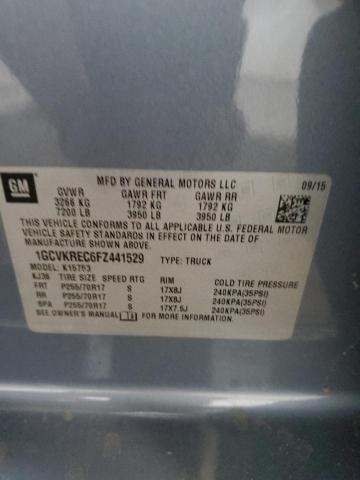 GM
MFD BY GENERAL MOTORS LLC 09/15
GVWR GAWR FRT GAWR RR
3266 KG 1792 KG 1792 KG
7200 LB 3950 LB 3950 LB
THIS VEHICLE CONFORMS TO ALL APPLICABLE U.S. FEDERAL MOTOR
VEHICLE SAFETY STANDARDS IN EFFECT ON THE DATE OF
MANUFACTURE SHOWN ABOVE.
1GCVKREC6FZ441529 TYPE: TRUCK
MODEL: K15753
KJ36 TIRE SIZE SPEED RTG RIM COLD TIRE PRESSURE
FRT P255/70R17 S 17X8J 240KPA(35PSI)
RR P255/70R17 S 17X8J 240KPA(35PSI)
SPA P255/70R17 S 17X7.5J 240KPA(35PSI)
SEE OWNER'S MANUAL FOR MORE INFORMATION.